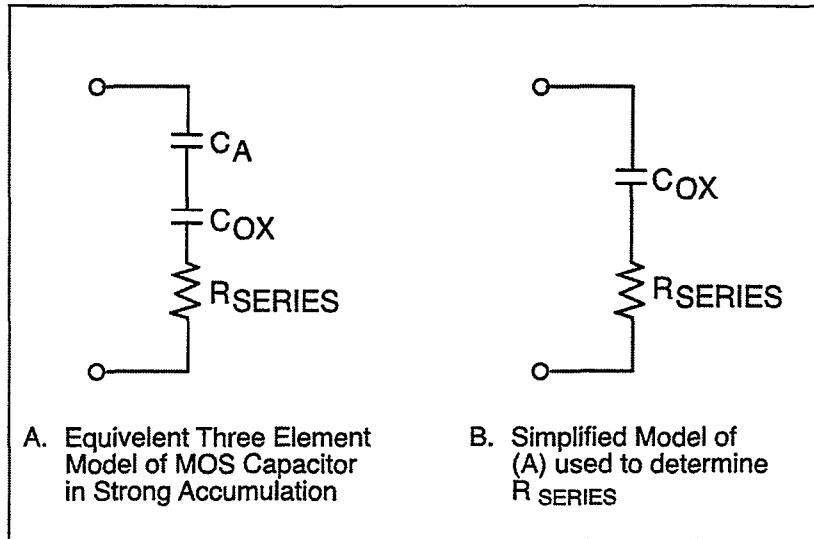 CA
COX
RSERIES
COX
RSERIES
A. Equivelent Three Element
Model of MOS Capacitor
in Strong Accumulation
B. Simplified Model of
(A) used to determine
R SERIES